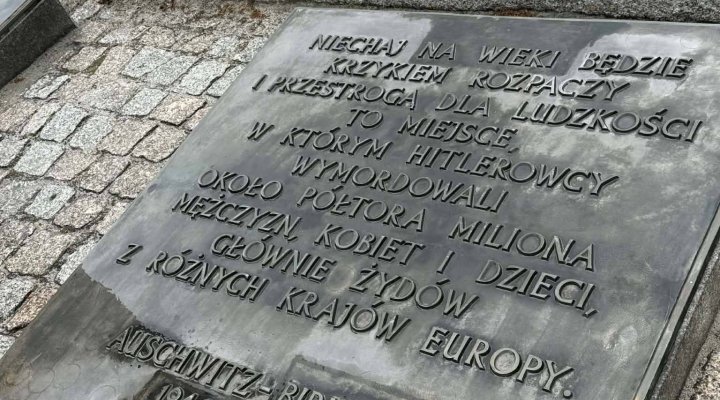 NIECHAJ NA WIEKI BĘDZIE
KRZYKIEM ROZPACZY
I PRZESTROGĄ DLA LUDZKOŚCI
TO MIEJSCE,
W KTÓRYM HITLEROWCY
WYMORDOWALI
OKOŁO PÓŁTORA MILIONA
MĘŻCZYZN, KOBIET I DZIECI,
GŁÓWNIE ŻYDÓW
Z RÓŻNYCH KRAJÓW EUROPY.
AUSCHWITZ-